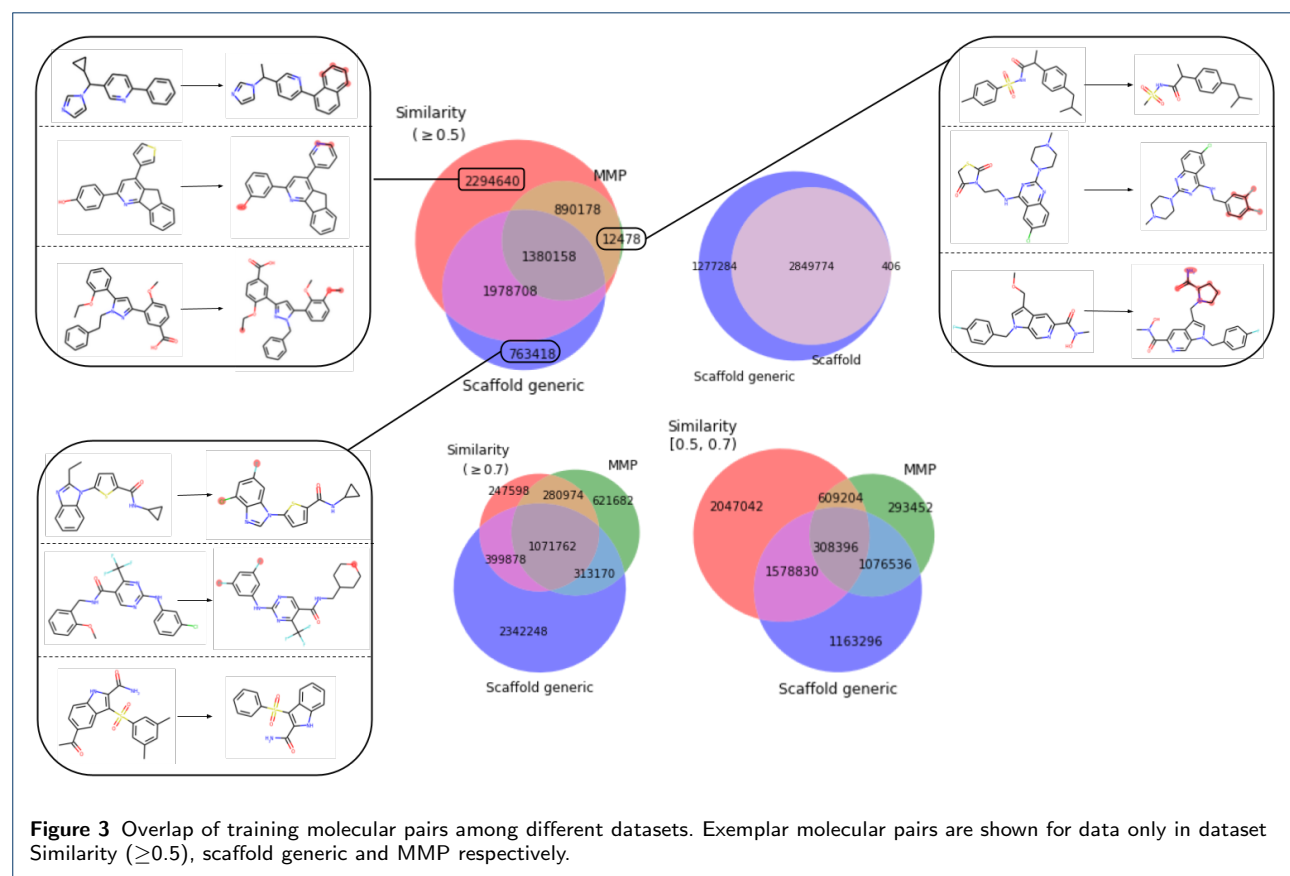 Similarity
(≥0.5)
MMP
2294640
890178
12478
1380158
1978708
763418
Scaffold generic
1277284
2849774
406
Scaffold
Scaffold generic
Similarity
(≥0.7)
MMP
247598
280974
621682
1071762
399878
313170
2342248
Scaffold generic
Similarity
[0.5, 0.7)
MMP
2047042
609204
293452
308396
1578830
1076536
1163296
Scaffold generic
Figure 3 Overlap of training molecular pairs among different datasets. Exemplar molecular pairs are shown for data only in dataset
Similarity (≥0.5), scaffold generic and MMP respectively.